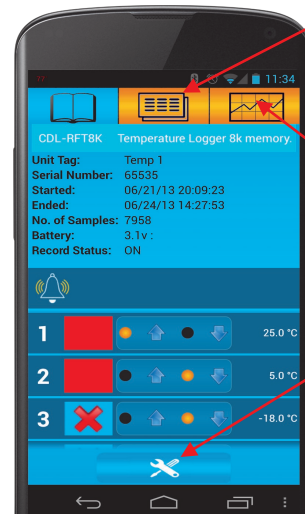 11:34
CDL-RFT8K Temperature Logger 8k memory.
Unit Tag: Temp 1
Serial Number: 65535
Started: 06/21/13 20:09:23
Ended: 06/24/13 14:27:53
No. of Samples: 7958
Battery: 3.1v :
Record Status: ON
1 25.0 °C
2 5.0 °C
3 -18.0 °C